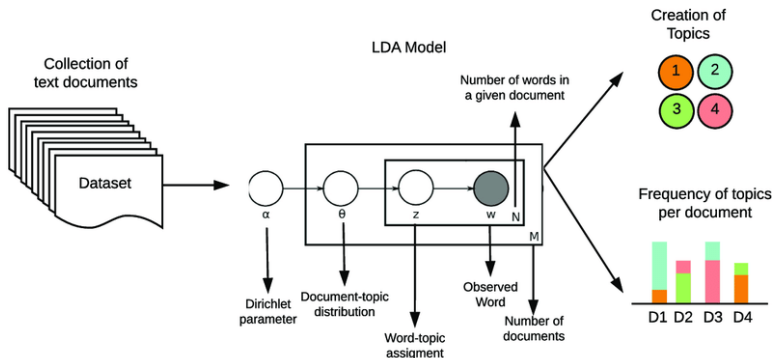 Collection of
text documents
Dataset
LDA Model
Number of words in
a given document
α
θ
z
w
N
M
Dirichlet
parameter
Document-topic
distribution
Word-topic
assigment
Observed
Word
Number of
documents
Creation of
Topics
1
2
3
4
Frequency of topics
per document
D1 D2 D3 D4